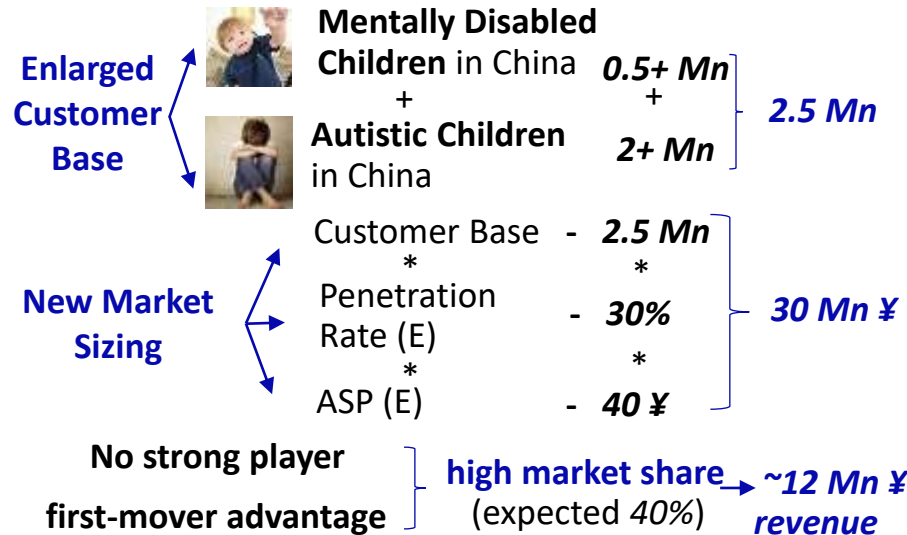 Enlarged
Customer
Base
Mentally Disabled
Children in China
+
Autistic Children
in China
0.5+ Mn
+
2+ Mn
2.5 Mn
New Market
Sizing
Customer Base - 2.5 Mn
* *
Penetration
Rate (E) - 30%
* *
ASP (E) - 40 ¥
30 Mn ¥
No strong player
first-mover advantage
high market share
(expected 40%)
~12 Mn ¥
revenue